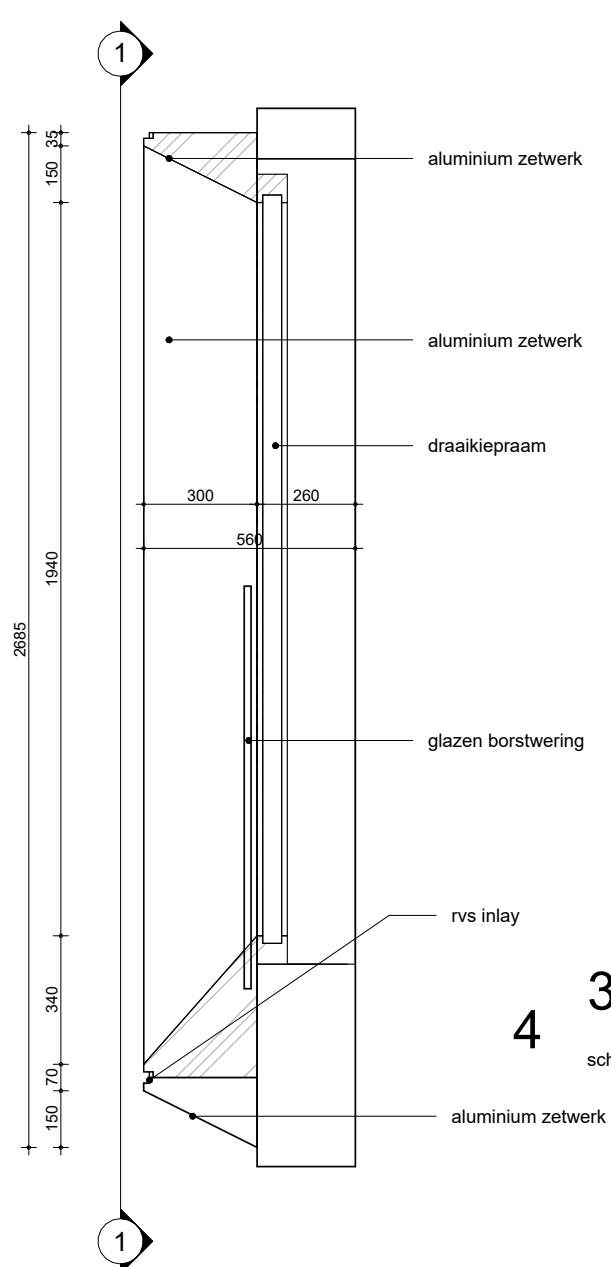 1
35
150
aluminium zetwerk
aluminium zetwerk
draaikiepraam
300
260
560
1940
2685
glazen borstwering
rvs inlay
340
3
4
sch
70
150
aluminium zetwerk
1